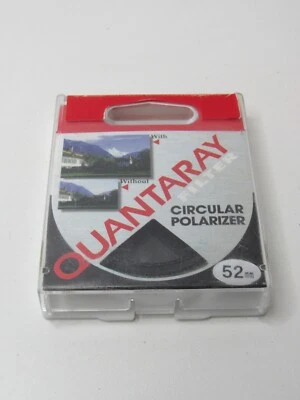 With
Without
QUANTARAY
FILTER
CIRCULAR
POLARIZER
52mm